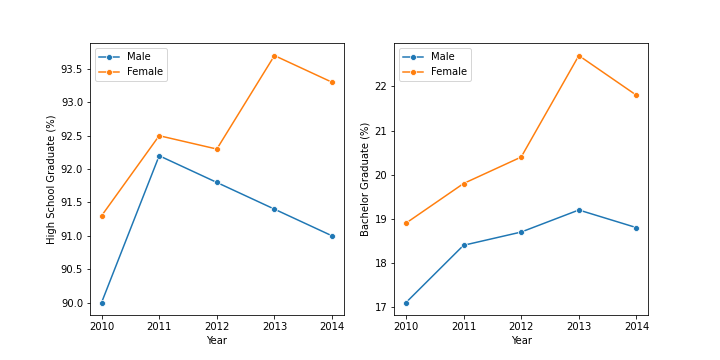 High School Graduate (%)
93.5
93.0
92.5
92.0
91.5
91.0
90.5
90.0
Male
Female
2010 2011 2012 2013 2014
Year
Bachelor Graduate (%)
22
21
20
19
18
17
Male
Female
2010 2011 2012 2013 2014
Year